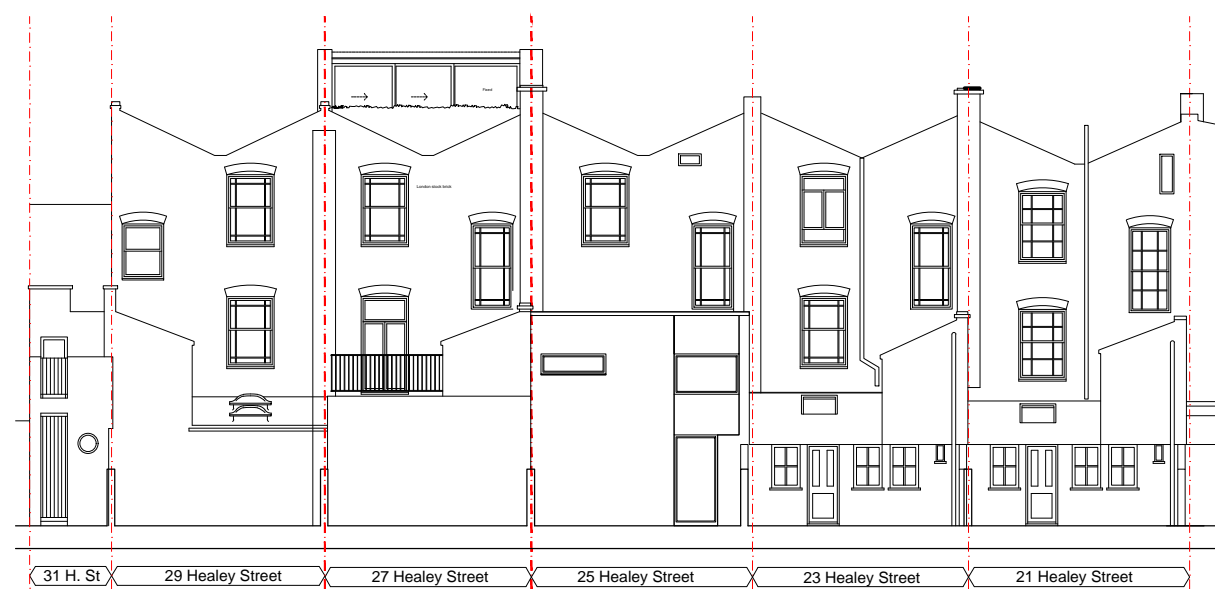 Fixed
London stock brick
31 H. St
29 Healey Street
27 Healey Street
25 Healey Street
23 Healey Street
21 Healey Street